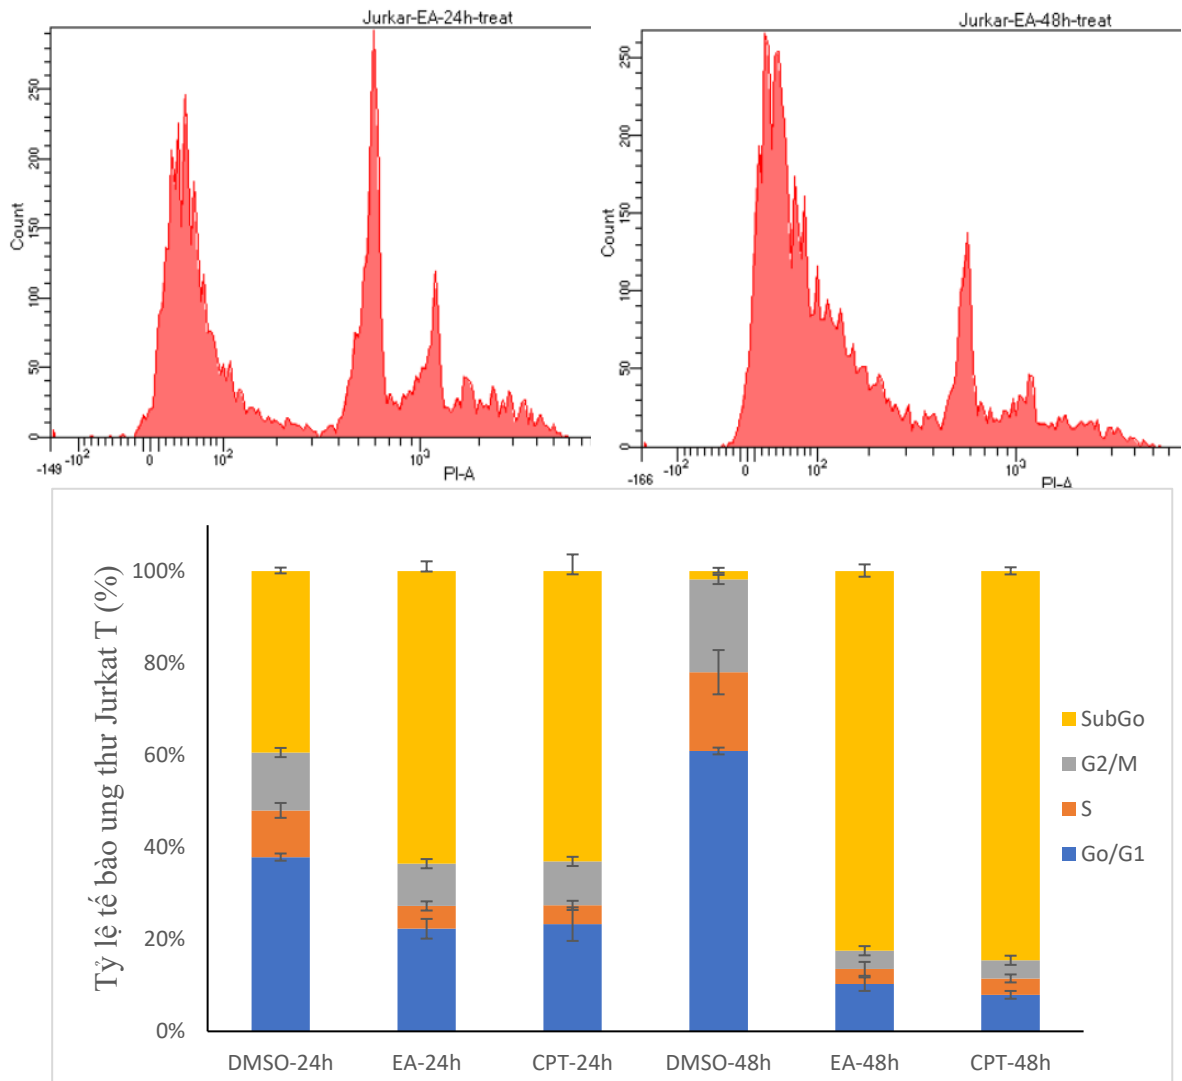 Jurkar-EA-24h-treat
Count
250
200
150
100
50
0
-149 -10² 0 10² 10³
PI-A
Jurkar-EA-48h-treat
Count
250
200
150
100
50
0
-166 -10² 0 10² 10³
PI-A
Tỷ lệ tế bào ung thư Jurkat T (%)
100%
80%
60%
40%
20%
0%
DMSO-24h EA-24h CPT-24h DMSO-48h EA-48h CPT-48h
SubGo
G2/M
S
Go/G1